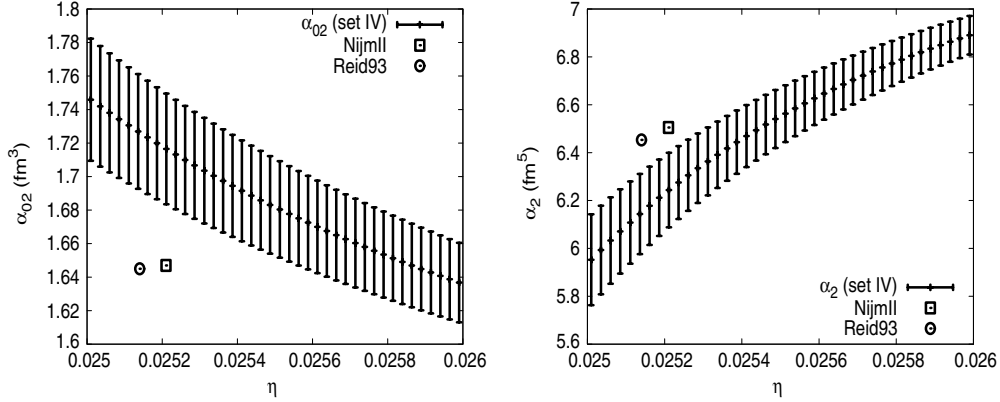 α₀₂ (fm³)
1.8
1.78
1.76
1.74
1.72
1.7
1.68
1.66
1.64
1.62
1.6
α₀₂ (set IV)
NijmII
Reid93
0.025 0.0252 0.0254 0.0256 0.0258 0.026
η
α₂ (fm⁵)
7
6.8
6.6
6.4
6.2
6
5.8
5.6
α₂ (set IV)
NijmII
Reid93
0.025 0.0252 0.0254 0.0256 0.0258 0.026
η